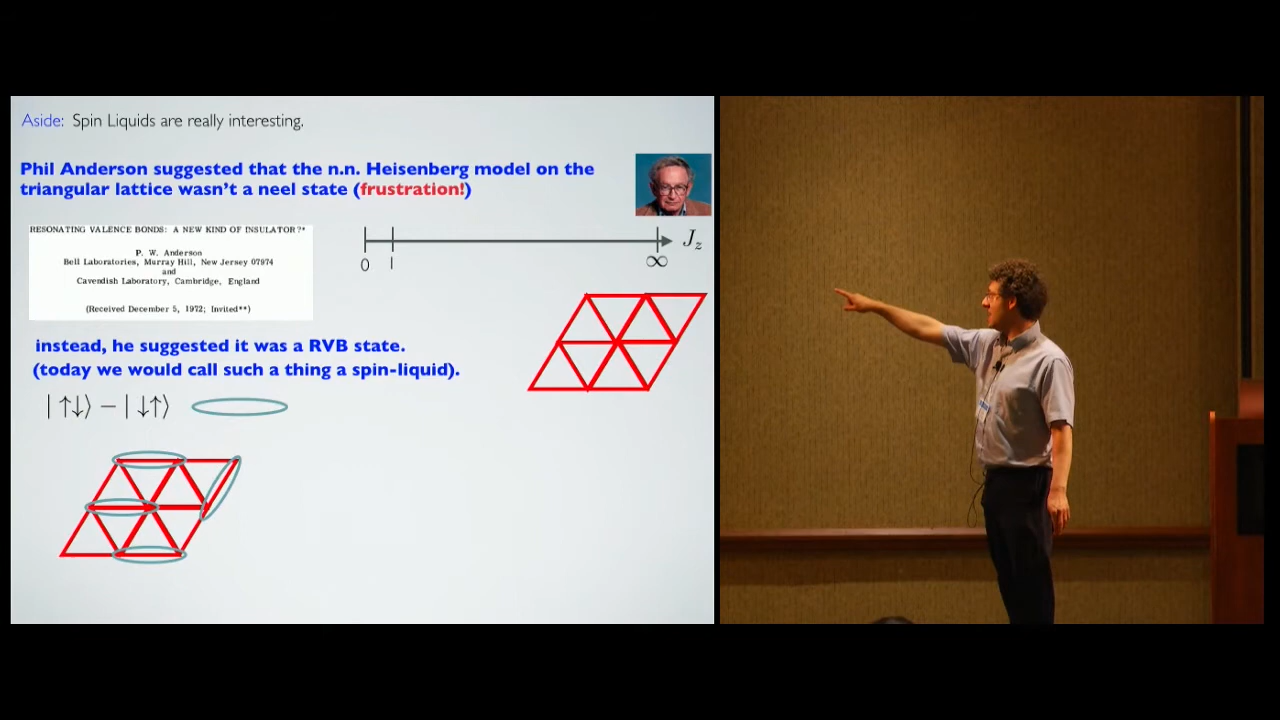 Aside: Spin Liquids are really interesting.
Phil Anderson suggested that the n.n. Heisenberg model on the
triangular lattice wasn't a neel state (frustration!)
RESONATING VALENCE BONDS: A NEW KIND OF INSULATOR?*
P. W. Anderson
Bell Laboratories, Murray Hill, New Jersey 07974
and
Cavendish Laboratory, Cambridge, England
(Received December 5, 1972; Invited**)
J_z
0 1 ∞
instead, he suggested it was a RVB state.
(today we would call such a thing a spin-liquid).
|↑↓⟩ − |↓↑⟩